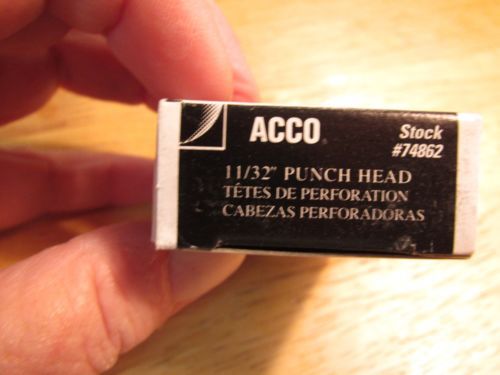 ACCO
Stock
#74862
11/32" PUNCH HEAD
TÊTES DE PERFORATION
CABEZAS PERFORADORAS